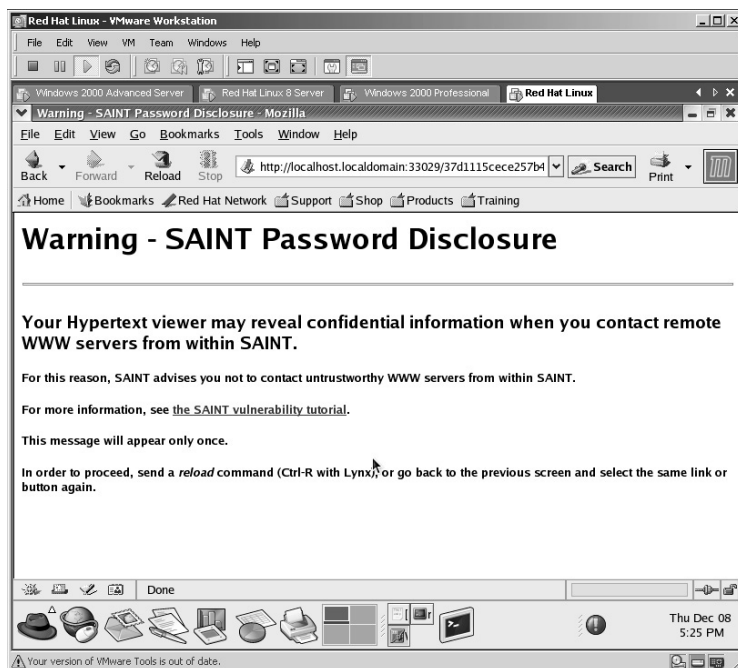 Red Hat Linux - VMware Workstation
File Edit View VM Team Windows Help
Windows 2000 Advanced Server Red Hat Linux 8 Server Windows 2000 Professional Red Hat Linux
Warning - SAINT Password Disclosure - Mozilla
File Edit View Go Bookmarks Tools Window Help
Back Forward Reload Stop http://localhost.localdomain:33029/37d1115cece257b4 Search Print
Home Bookmarks Red Hat Network Support Shop Products Training
Warning - SAINT Password Disclosure
Your Hypertext viewer may reveal confidential information when you contact remote
WWW servers from within SAINT.
For this reason, SAINT advises you not to contact untrustworthy WWW servers from within SAINT.
For more information, see the SAINT vulnerability tutorial.
This message will appear only once.
In order to proceed, send a reload command (Ctrl-R with Lynx), or go back to the previous screen and select the same link or
button again.
Done
Thu Dec 08
5:25 PM
Your version of VMware Tools is out of date.